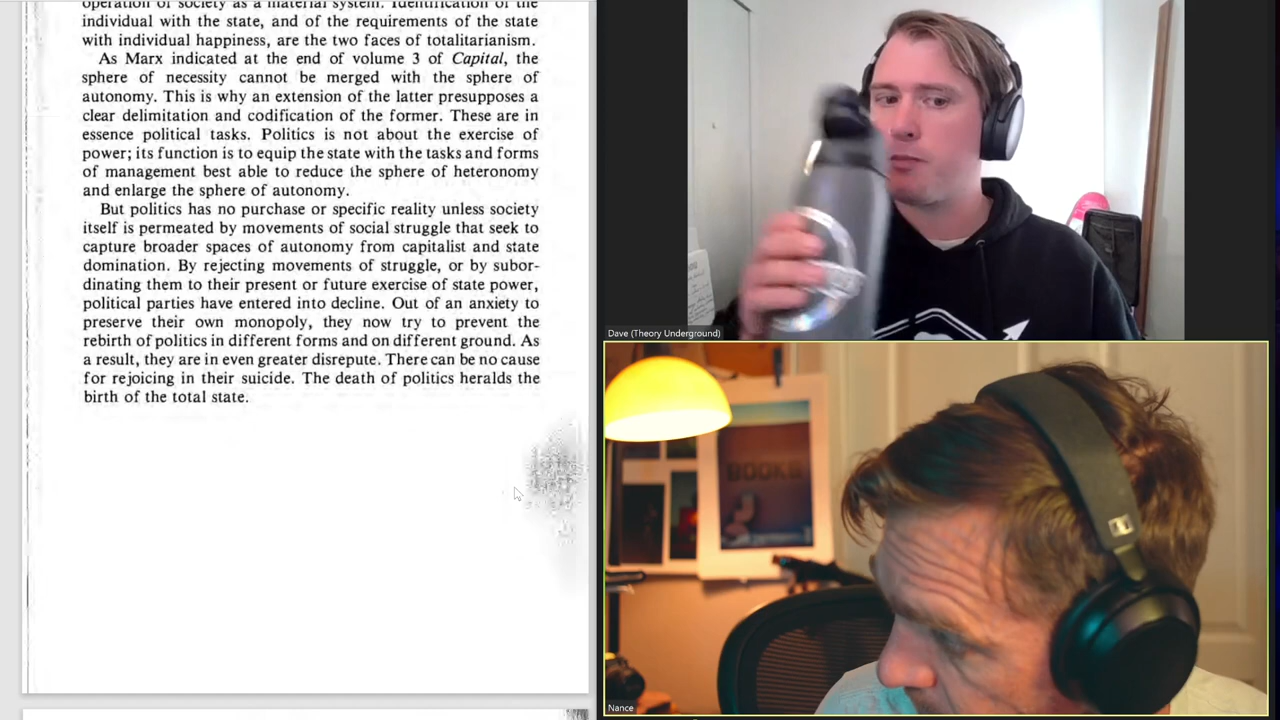 operation of society as a material system. Identification of the
individual with the state, and of the requirements of the state
with individual happiness, are the two faces of totalitarianism.
As Marx indicated at the end of volume 3 of Capital, the
sphere of necessity cannot be merged with the sphere of
autonomy. This is why an extension of the latter presupposes a
clear delimitation and codification of the former. These are in
essence political tasks. Politics is not about the exercise of
power; its function is to equip the state with the tasks and forms
of management best able to reduce the sphere of heteronomy
and enlarge the sphere of autonomy.
But politics has no purchase or specific reality unless society
itself is permeated by movements of social struggle that seek to
capture broader spaces of autonomy from capitalist and state
domination. By rejecting movements of struggle, or by subor-
dinating them to their present or future exercise of state power,
political parties have entered into decline. Out of an anxiety to
preserve their own monopoly, they now try to prevent the
rebirth of politics in different forms and on different ground. As
a result, they are in even greater disrepute. There can be no cause
for rejoicing in their suicide. The death of politics heralds the
birth of the total state.
Dave (Theory Underground)
BOOKS
Nance